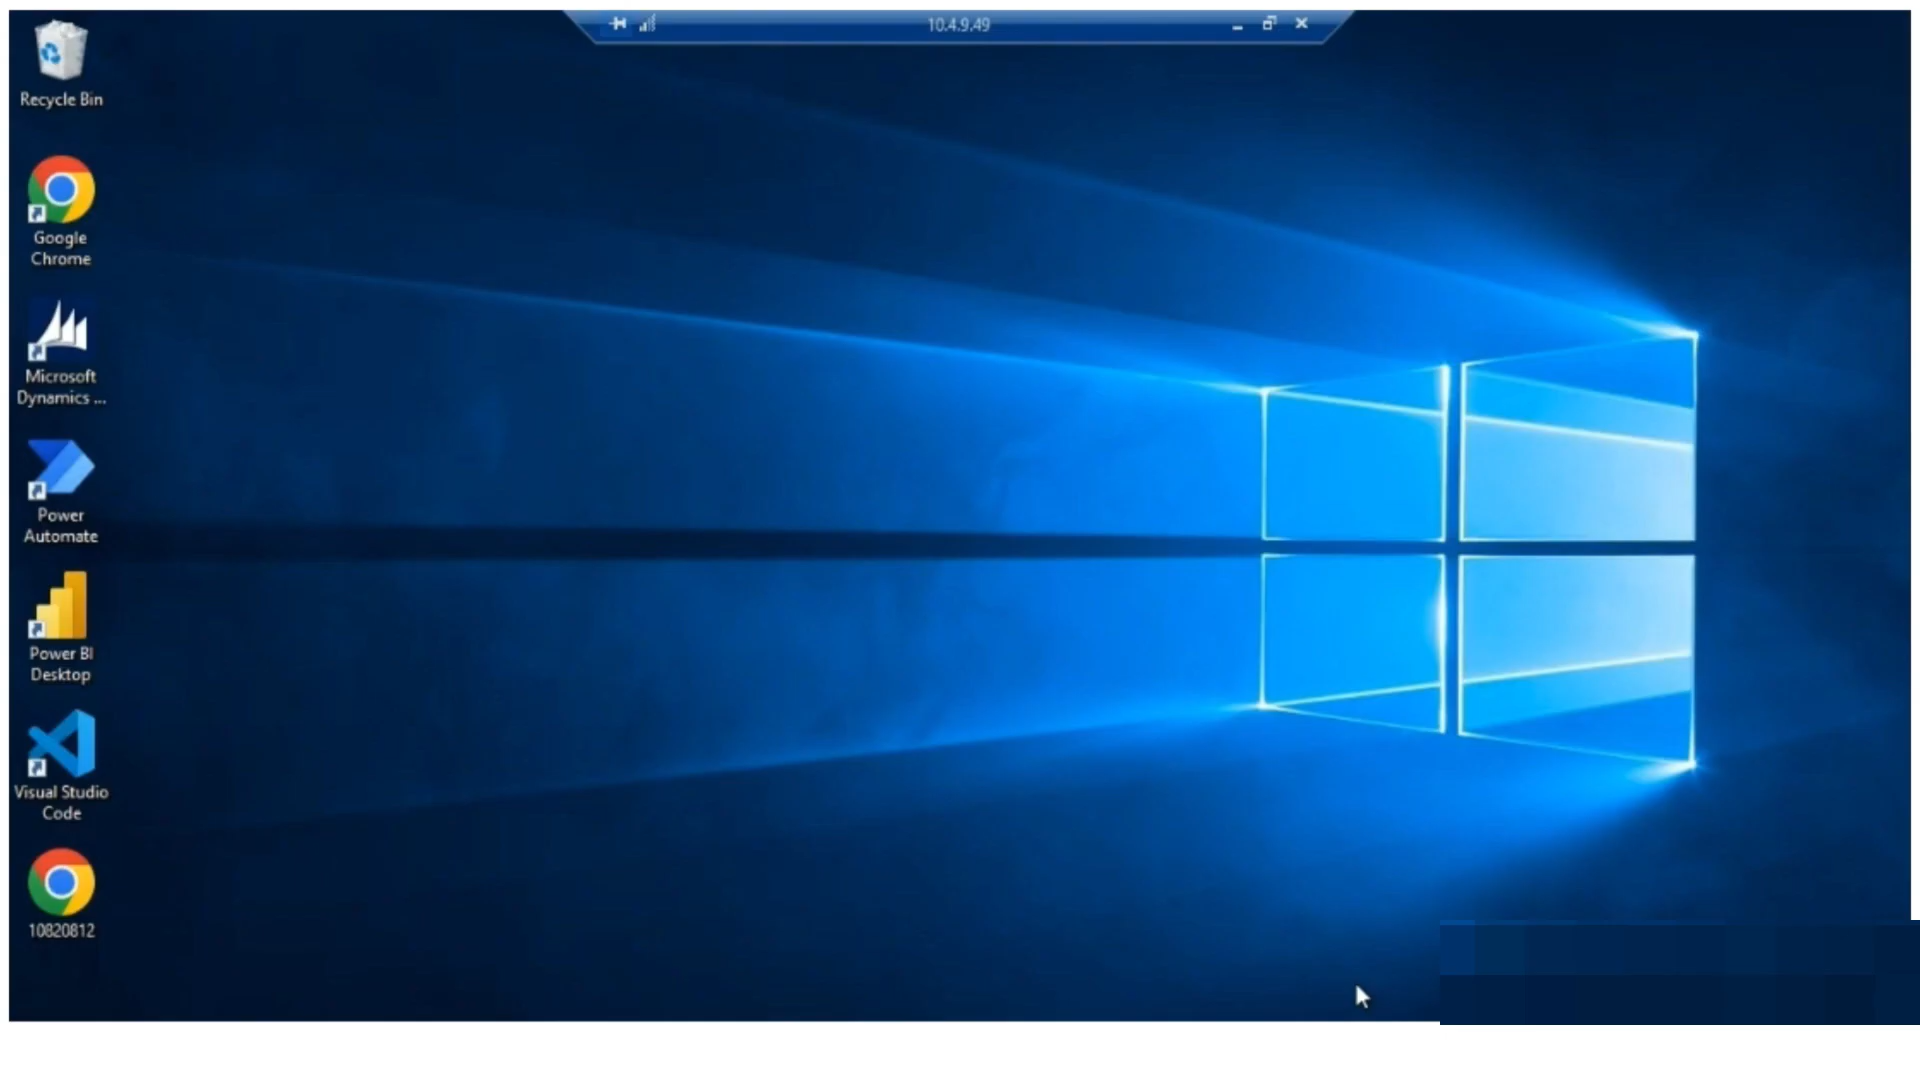 10.4.9.49
Recycle Bin
Google
Chrome
Microsoft
Dynamics ...
Power
Automate
Power BI
Desktop
Visual Studio
Code
10820812